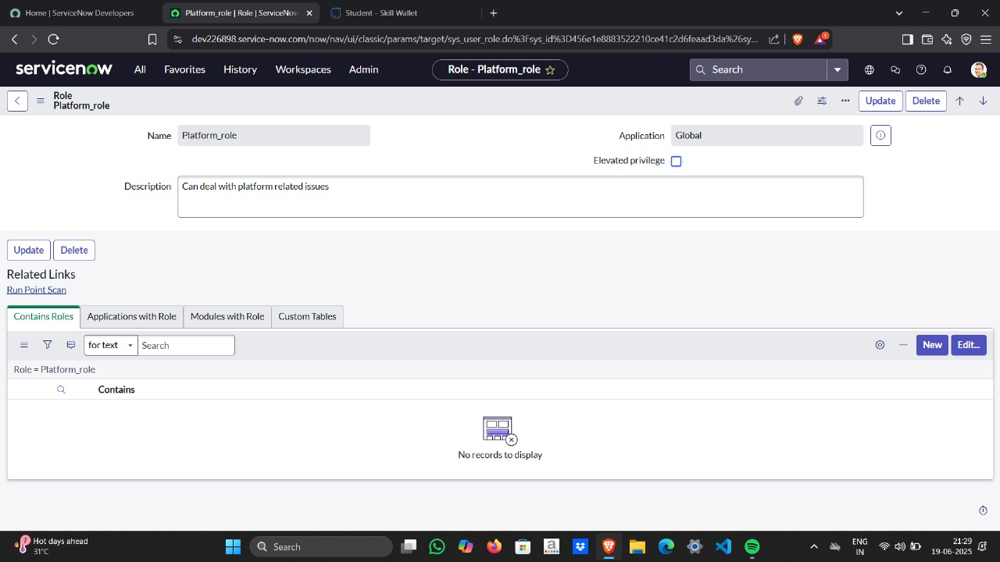 Home | ServiceNow Developers
Platform_role | Role | ServiceNow
Student - Skill Wallet
dev226898.service-now.com/now/nav/ui/classic/params/target/sys_user_role.do%3Fsys_id%3D456e1e8883522210ce41c2d6feaad3da%26sy...
1
servicenow
All
Favorites
History
Workspaces
Admin
Role - Platform_role
Search
Role
Platform_role
Update
Delete
Name
Platform_role
Application
Global
Elevated privilege
Description
Can deal with platform related issues
Update
Delete
Related Links
Run Point Scan
Contains Roles
Applications with Role
Modules with Role
Custom Tables
for text
Search
New
Edit...
Role = Platform_role
Contains
No records to display
7
Hot days ahead
31°C
Search
ENG
IN
21:29
19-06-2025